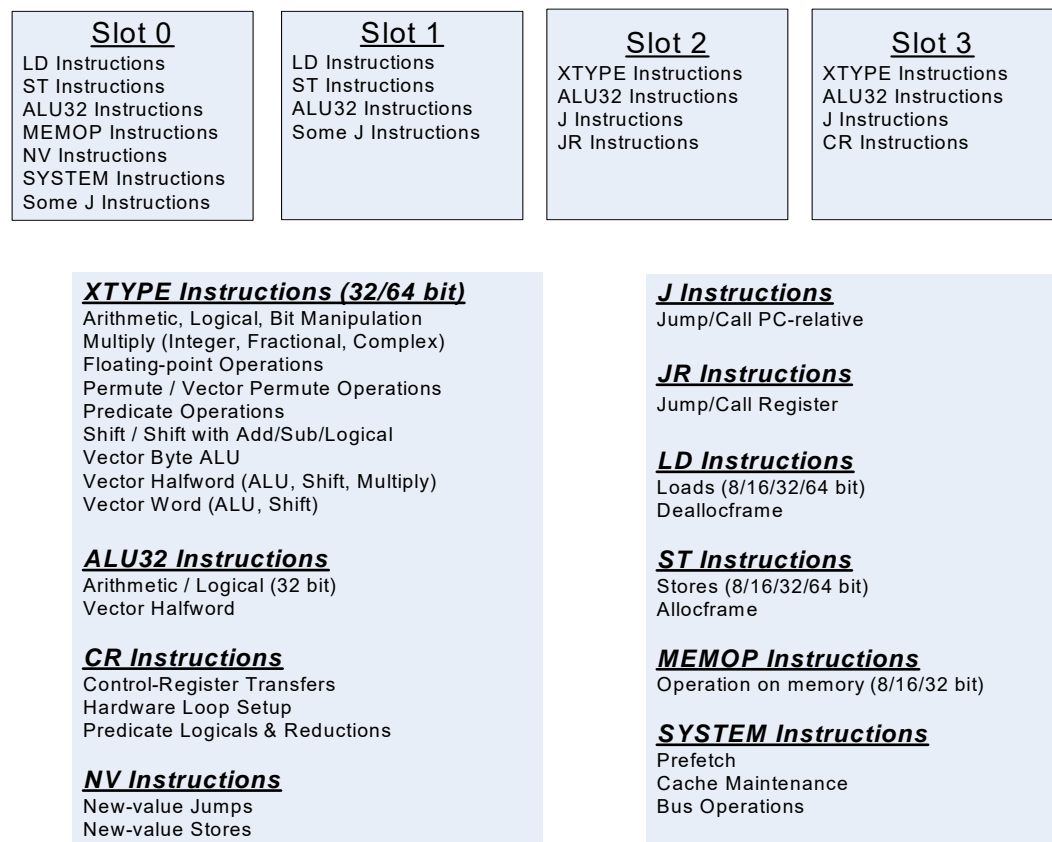 Slot 0
LD Instructions
ST Instructions
ALU32 Instructions
MEMOP Instructions
NV Instructions
SYSTEM Instructions
Some J Instructions
Slot 1
LD Instructions
ST Instructions
ALU32 Instructions
Some J Instructions
Slot 2
XTYPE Instructions
ALU32 Instructions
J Instructions
JR Instructions
Slot 3
XTYPE Instructions
ALU32 Instructions
J Instructions
CR Instructions
XTYPE Instructions (32/64 bit)
Arithmetic, Logical, Bit Manipulation
Multiply (Integer, Fractional, Complex)
Floating-point Operations
Permute / Vector Permute Operations
Predicate Operations
Shift / Shift with Add/Sub/Logical
Vector Byte ALU
Vector Halfword (ALU, Shift, Multiply)
Vector Word (ALU, Shift)
ALU32 Instructions
Arithmetic / Logical (32 bit)
Vector Halfword
CR Instructions
Control-Register Transfers
Hardware Loop Setup
Predicate Logicals & Reductions
NV Instructions
New-value Jumps
New-value Stores
J Instructions
Jump/Call PC-relative
JR Instructions
Jump/Call Register
LD Instructions
Loads (8/16/32/64 bit)
Deallocframe
ST Instructions
Stores (8/16/32/64 bit)
Allocframe
MEMOP Instructions
Operation on memory (8/16/32 bit)
SYSTEM Instructions
Prefetch
Cache Maintenance
Bus Operations